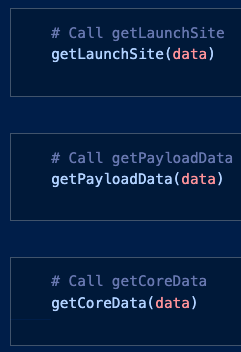 # Call getLaunchSite
getLaunchSite(data)
# Call getPayloadData
getPayloadData(data)
# Call getCoreData
getCoreData(data)